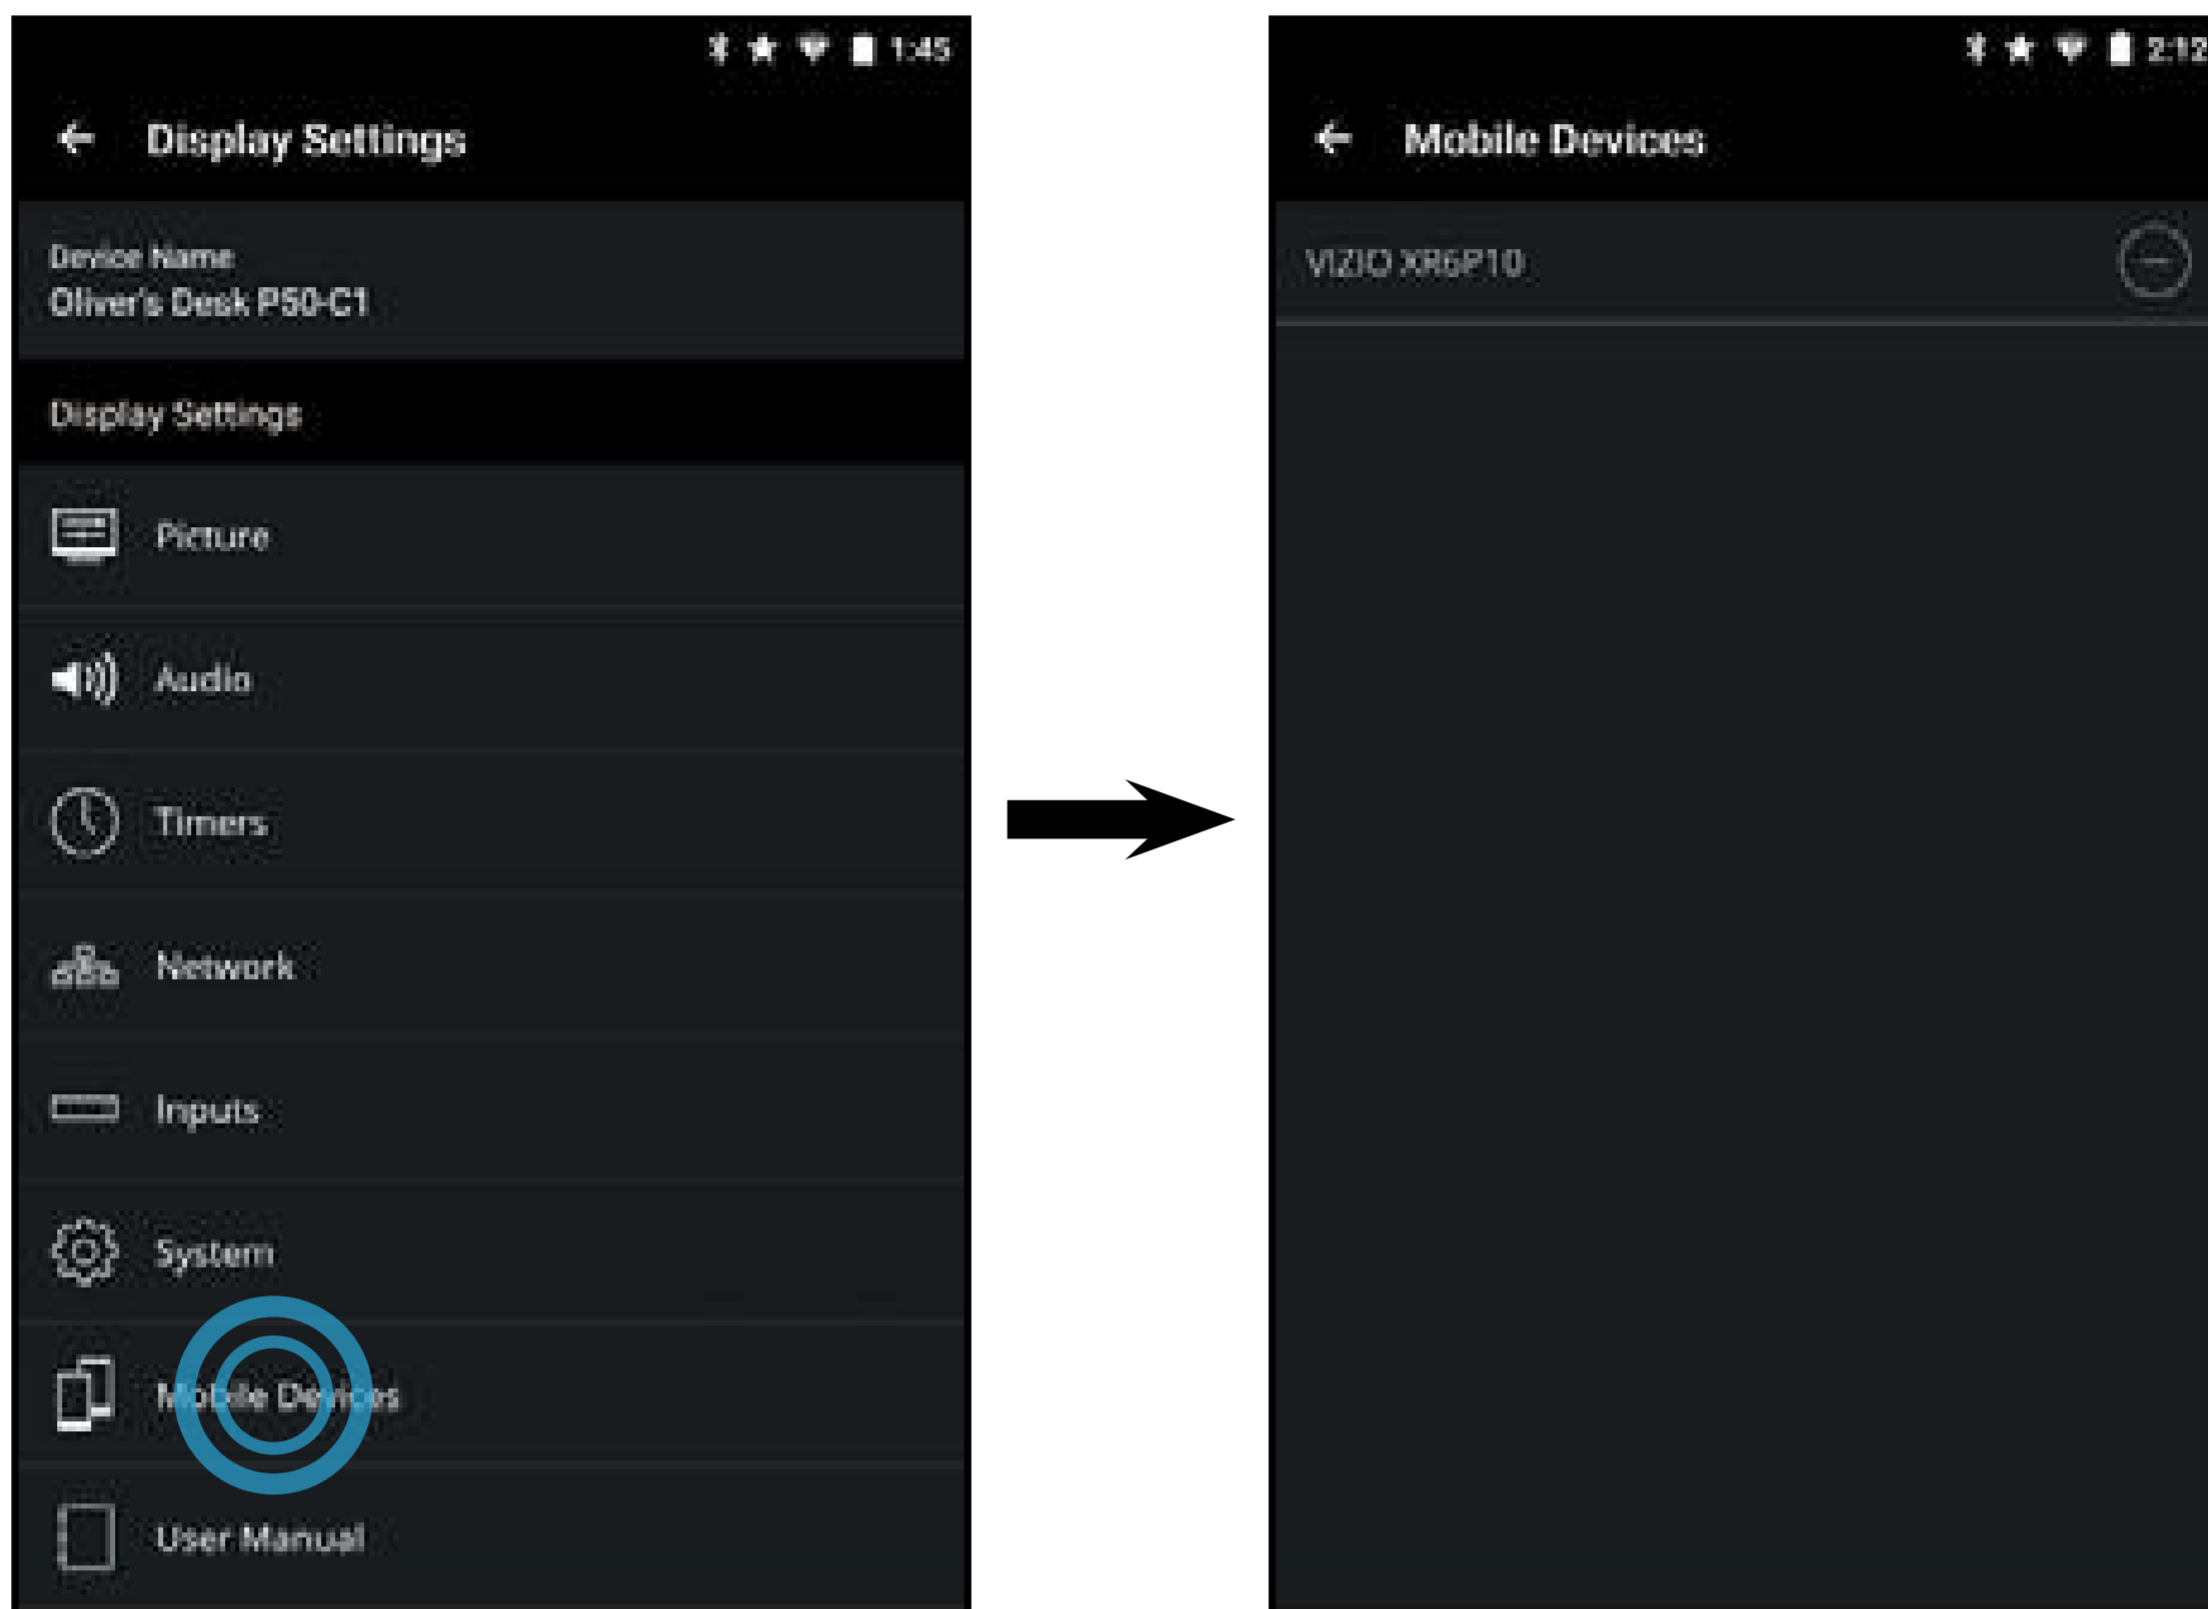 1:45
Display Settings
Device Name
Oliver's Desk P50-C1
Display Settings
Picture
Audio
Timers
Network
Inputs
System
Mobile Devices
User Manual
2:12
Mobile Devices
VIZIO XR6P10